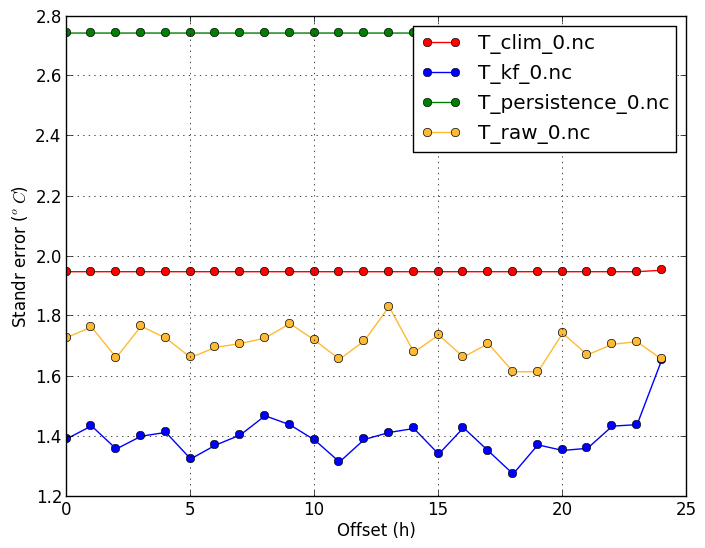 2.8
2.6
2.4
2.2
2.0
1.8
1.6
1.4
1.2
Standr error (° C)
T_clim_0.nc
T_kf_0.nc
T_persistence_0.nc
T_raw_0.nc
0 5 10 15 20 25
Offset (h)